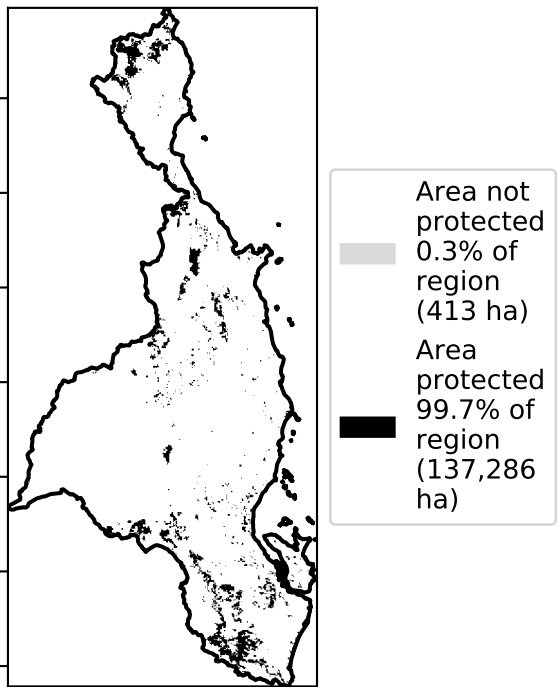 Area not
protected
0.3% of
region
(413 ha)
Area
protected
99.7% of
region
(137,286
ha)